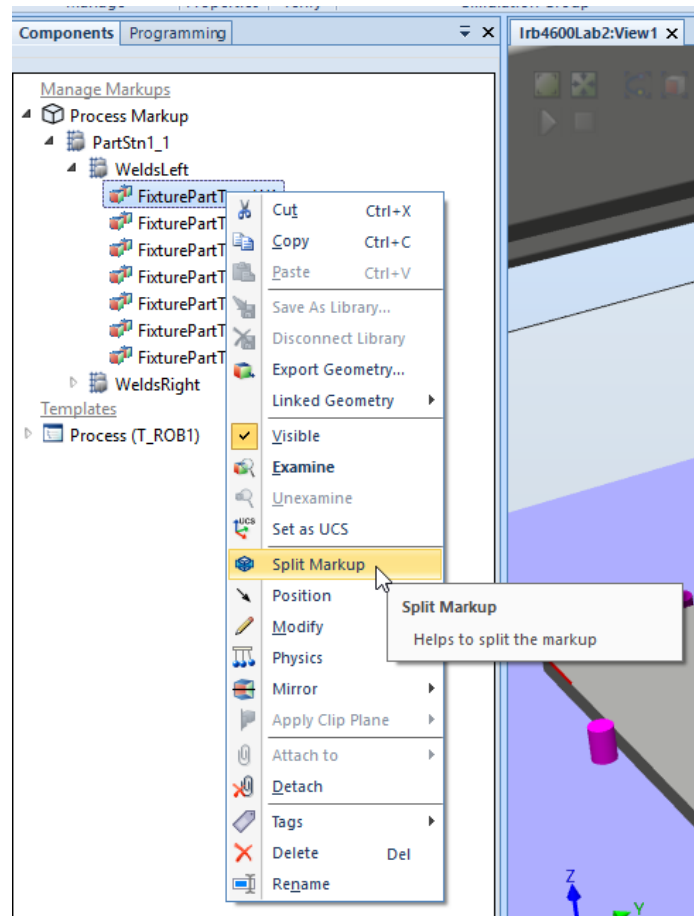 Components Programming
Irb4600Lab2:View1
Manage Markups
Process Markup
PartStn1_1
WeldsLeft
FixturePartT
FixturePartT
FixturePartT
FixturePartT
FixturePartT
FixturePartT
FixturePartT
WeldsRight
Templates
Process (T_ROB1)
Cut Ctrl+X
Copy Ctrl+C
Paste Ctrl+V
Save As Library...
Disconnect Library
Export Geometry...
Linked Geometry
Visible
Examine
Unexamine
UCS
Set as UCS
Split Markup
Position
Modify
Physics
Mirror
Apply Clip Plane
Attach to
Detach
Tags
Delete Del
Rename
Split Markup
Helps to split the markup
Z
Y